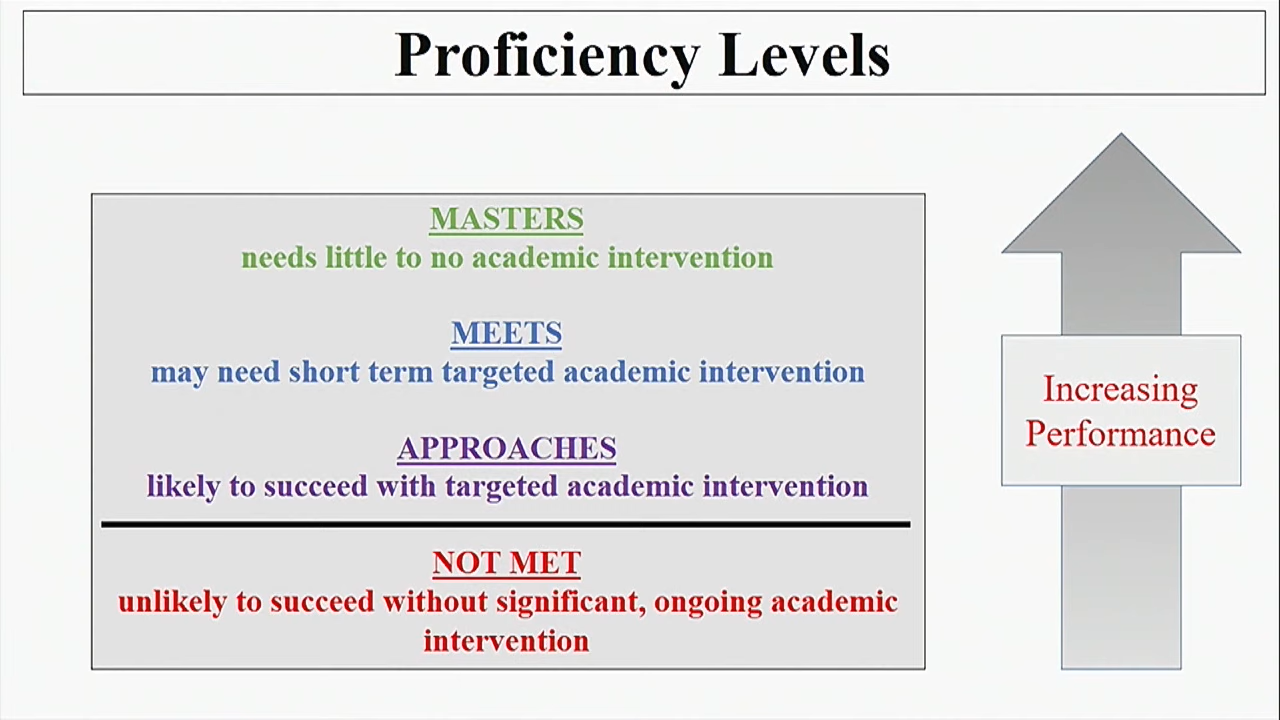 Proficiency Levels
MASTERS
needs little to no academic intervention
MEETS
may need short term targeted academic intervention
APPROACHES
likely to succeed with targeted academic intervention
NOT MET
unlikely to succeed without significant, ongoing academic
intervention
Increasing
Performance